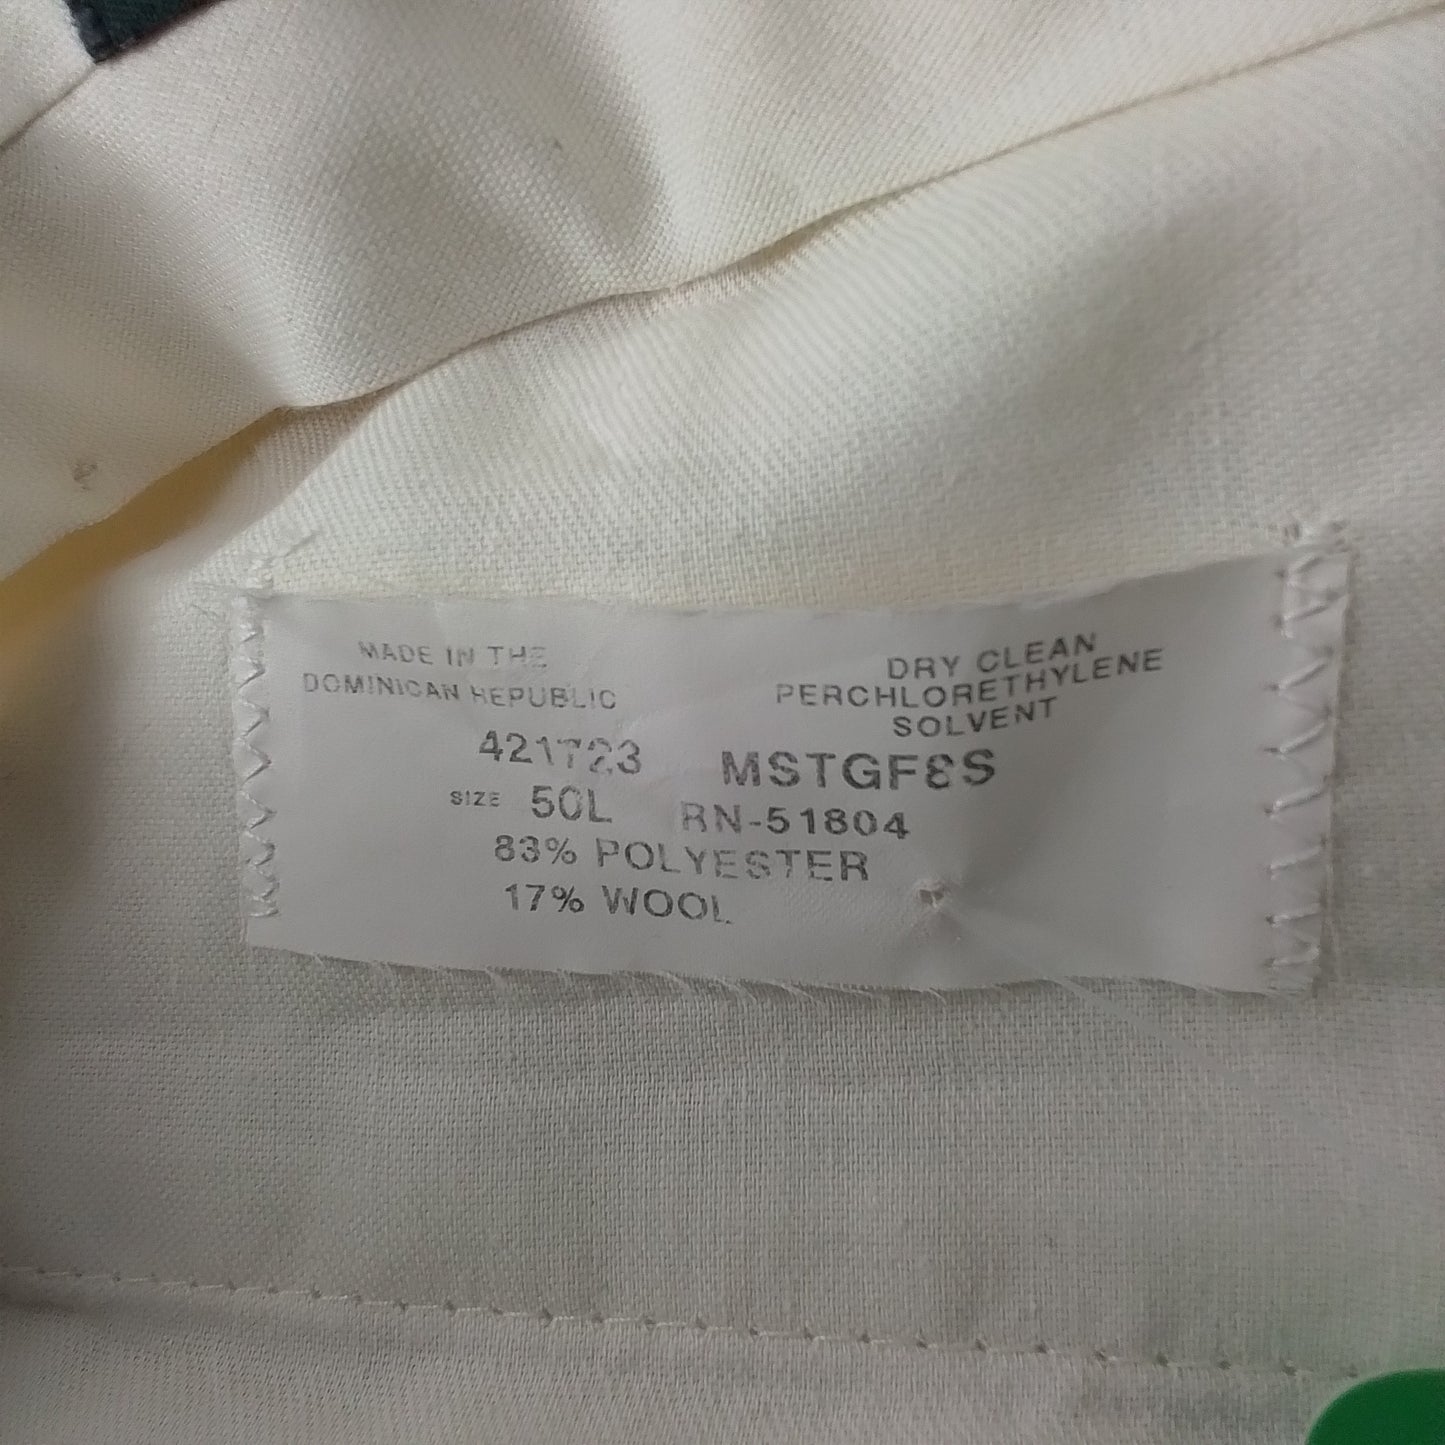 MADE IN THE
DOMINICAN REPUBLIC
DRY CLEAN
PERCHLORETHYLENE
SOLVENT
421723 MSTGF8S
SIZE 50L RN-51804
83% POLYESTER
17% WOOL